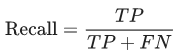 Recall = TP / (TP + FN)